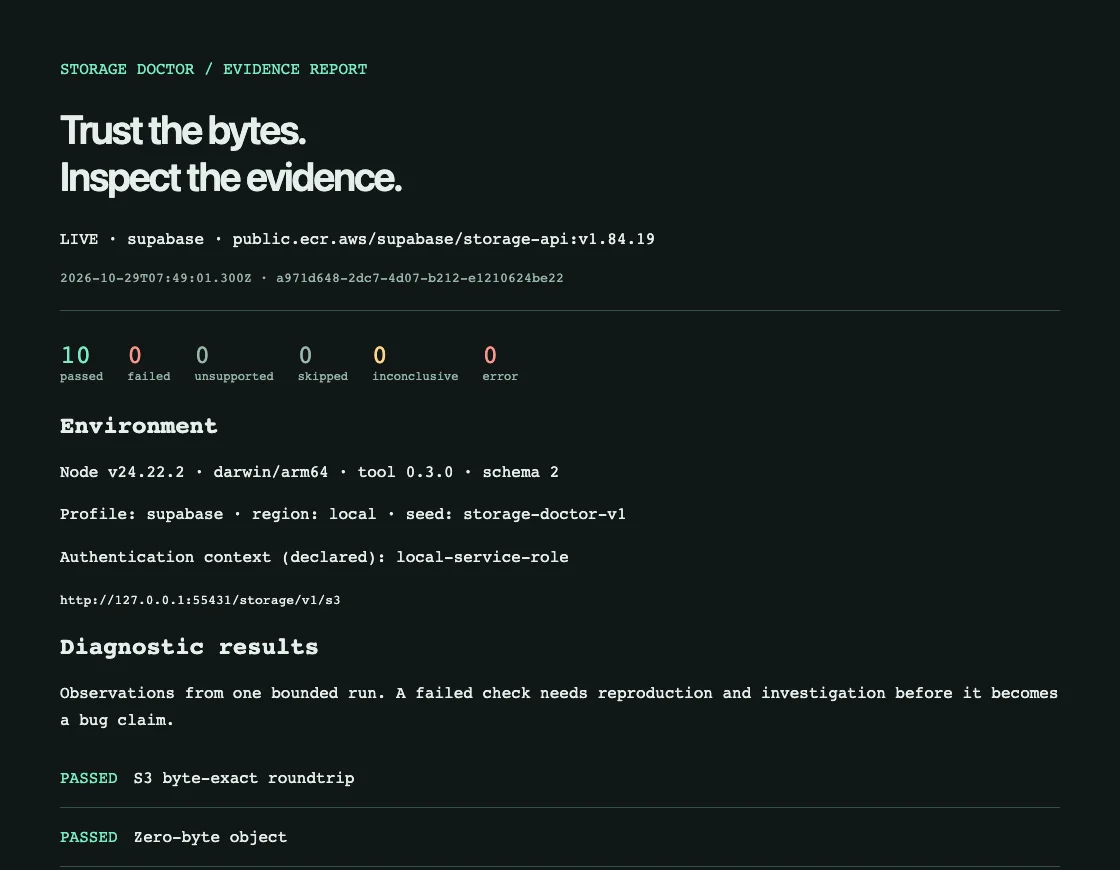 STORAGE DOCTOR / EVIDENCE REPORT
Trust the bytes.
Inspect the evidence.
LIVE · supabase · public.ecr.aws/supabase/storage-api:v1.84.19
2026-10-29T07:49:01.300Z · a971d648-2dc7-4d07-b212-e1210624be22
10 0 0 0 0 0
passed failed unsupported skipped inconclusive error
Environment
Node v24.22.2 · darwin/arm64 · tool 0.3.0 · schema 2
Profile: supabase · region: local · seed: storage-doctor-v1
Authentication context (declared): local-service-role
http://127.0.0.1:55431/storage/v1/s3
Diagnostic results
Observations from one bounded run. A failed check needs reproduction and investigation before it becomes
a bug claim.
PASSED S3 byte-exact roundtrip
PASSED Zero-byte object